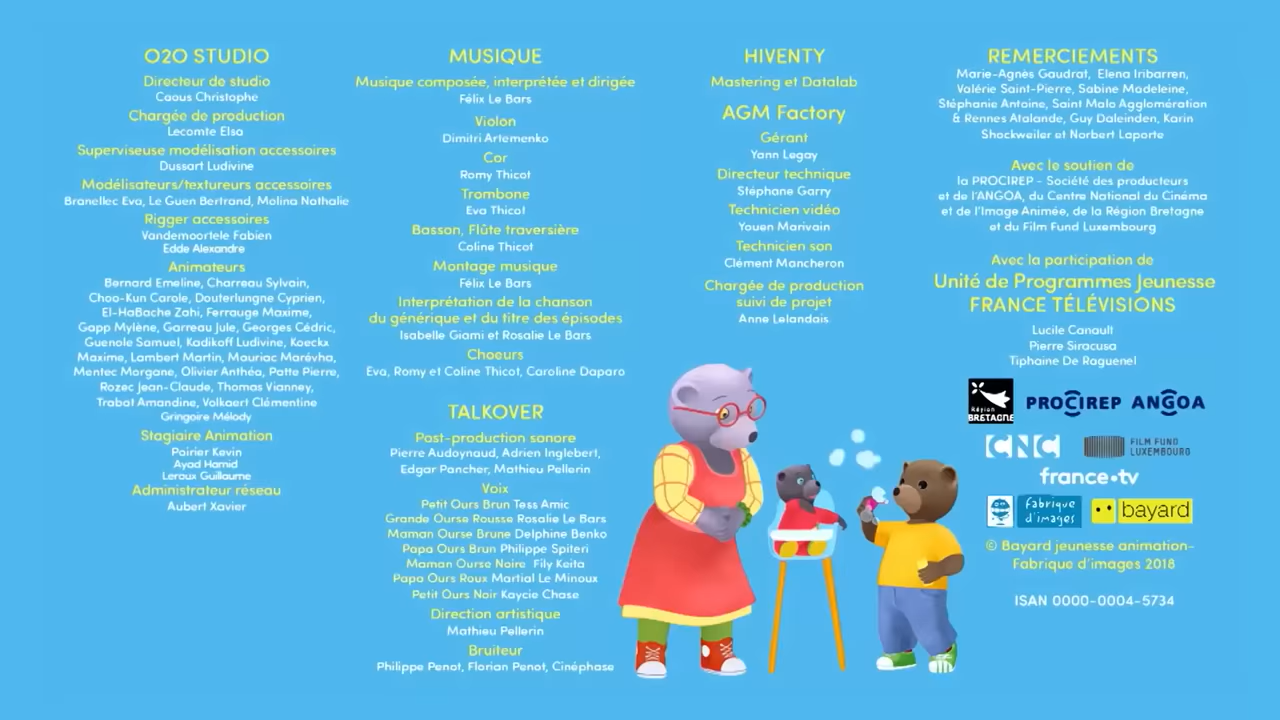 O2O STUDIO
Directeur de studio
Caous Christophe
Chargée de production
Lecomte Elsa
Superviseuse modélisation accessoires
Dussart Ludivine
Modélisateurs/textureurs accessoires
Branellec Eva, Le Guen Bertrand, Molina Nathalie
Rigger accessoires
Vandemoortele Fabien
Edde Alexandre
Animateurs
Bernard Emeline, Charreau Sylvain,
Choo-Kun Carole, Douterlungne Cyprien,
El-HaBache Zahi, Ferrauge Maxime,
Gapp Mylène, Garreau Jule, Georges Cédric,
Guenole Samuel, Kadikoff Ludivine, Koeckx
Maxime, Lambert Martin, Mauriac Marévha,
Mentec Morgane, Olivier Anthéa, Patte Pierre,
Rozec Jean-Claude, Thomas Vianney,
Trabat Amandine, Volkaert Clémentine
Gringoire Mélody
Stagiaire Animation
Poirier Kevin
Ayad Hamid
Leroux Guillaume
Administrateur réseau
Aubert Xavier
MUSIQUE
Musique composée, interprétée et dirigée
Félix Le Bars
Violon
Dimitri Artemenko
Cor
Romy Thicot
Trombone
Eva Thicot
Basson, Flûte traversière
Coline Thicot
Montage musique
Félix Le Bars
Interprétation de la chanson
du générique et du titre des épisodes
Isabelle Giami et Rosalie Le Bars
Choeurs
Eva, Romy et Coline Thicot, Caroline Daparo
TALKOVER
Post-production sonore
Pierre Audoynaud, Adrien Inglebert,
Edgar Pancher, Mathieu Pellerin
Voix
Petit Ours Brun Tess Amic
Grande Ourse Rousse Rosalie Le Bars
Maman Ourse Brune Delphine Benko
Papa Ours Brun Philippe Spiteri
Maman Ourse Noire Fily Keita
Papa Ours Roux Martial Le Minoux
Petit Ours Noir Kaycie Chase
Direction artistique
Mathieu Pellerin
Bruiteur
Philippe Penot, Florian Penot, Cinéphase
HIVENTY
Mastering et Datalab
AGM Factory
Gérant
Yann Legay
Directeur technique
Stéphane Garry
Technicien vidéo
Youen Marivain
Technicien son
Clément Mancheron
Chargée de production
suivi de projet
Anne Lelandais
REMERCIEMENTS
Marie-Agnès Gaudrat, Elena Iribarren,
Valérie Saint-Pierre, Sabine Madeleine,
Stéphanie Antoine, Saint Malo Agglomération
& Rennes Atalande, Guy Daleinden, Karin
Shockweiler et Norbert Laporte
Avec le soutien de
la PROCIREP - Société des producteurs
et de l'ANGOA, du Centre National du Cinéma
et de l'Image Animée, de la Région Bretagne
et du Film Fund Luxembourg
Avec la participation de
Unité de Programmes Jeunesse
FRANCE TÉLÉVISIONS
Lucile Canault
Pierre Siracusa
Tiphaine De Raguenel
Région
BRETAGNE
PROCIREP ANGOA
CNC
FILM FUND
LUXEMBOURG
france•tv
fabrique
d'images
bayard
© Bayard jeunesse animation-
Fabrique d'images 2018
ISAN 0000-0004-5734